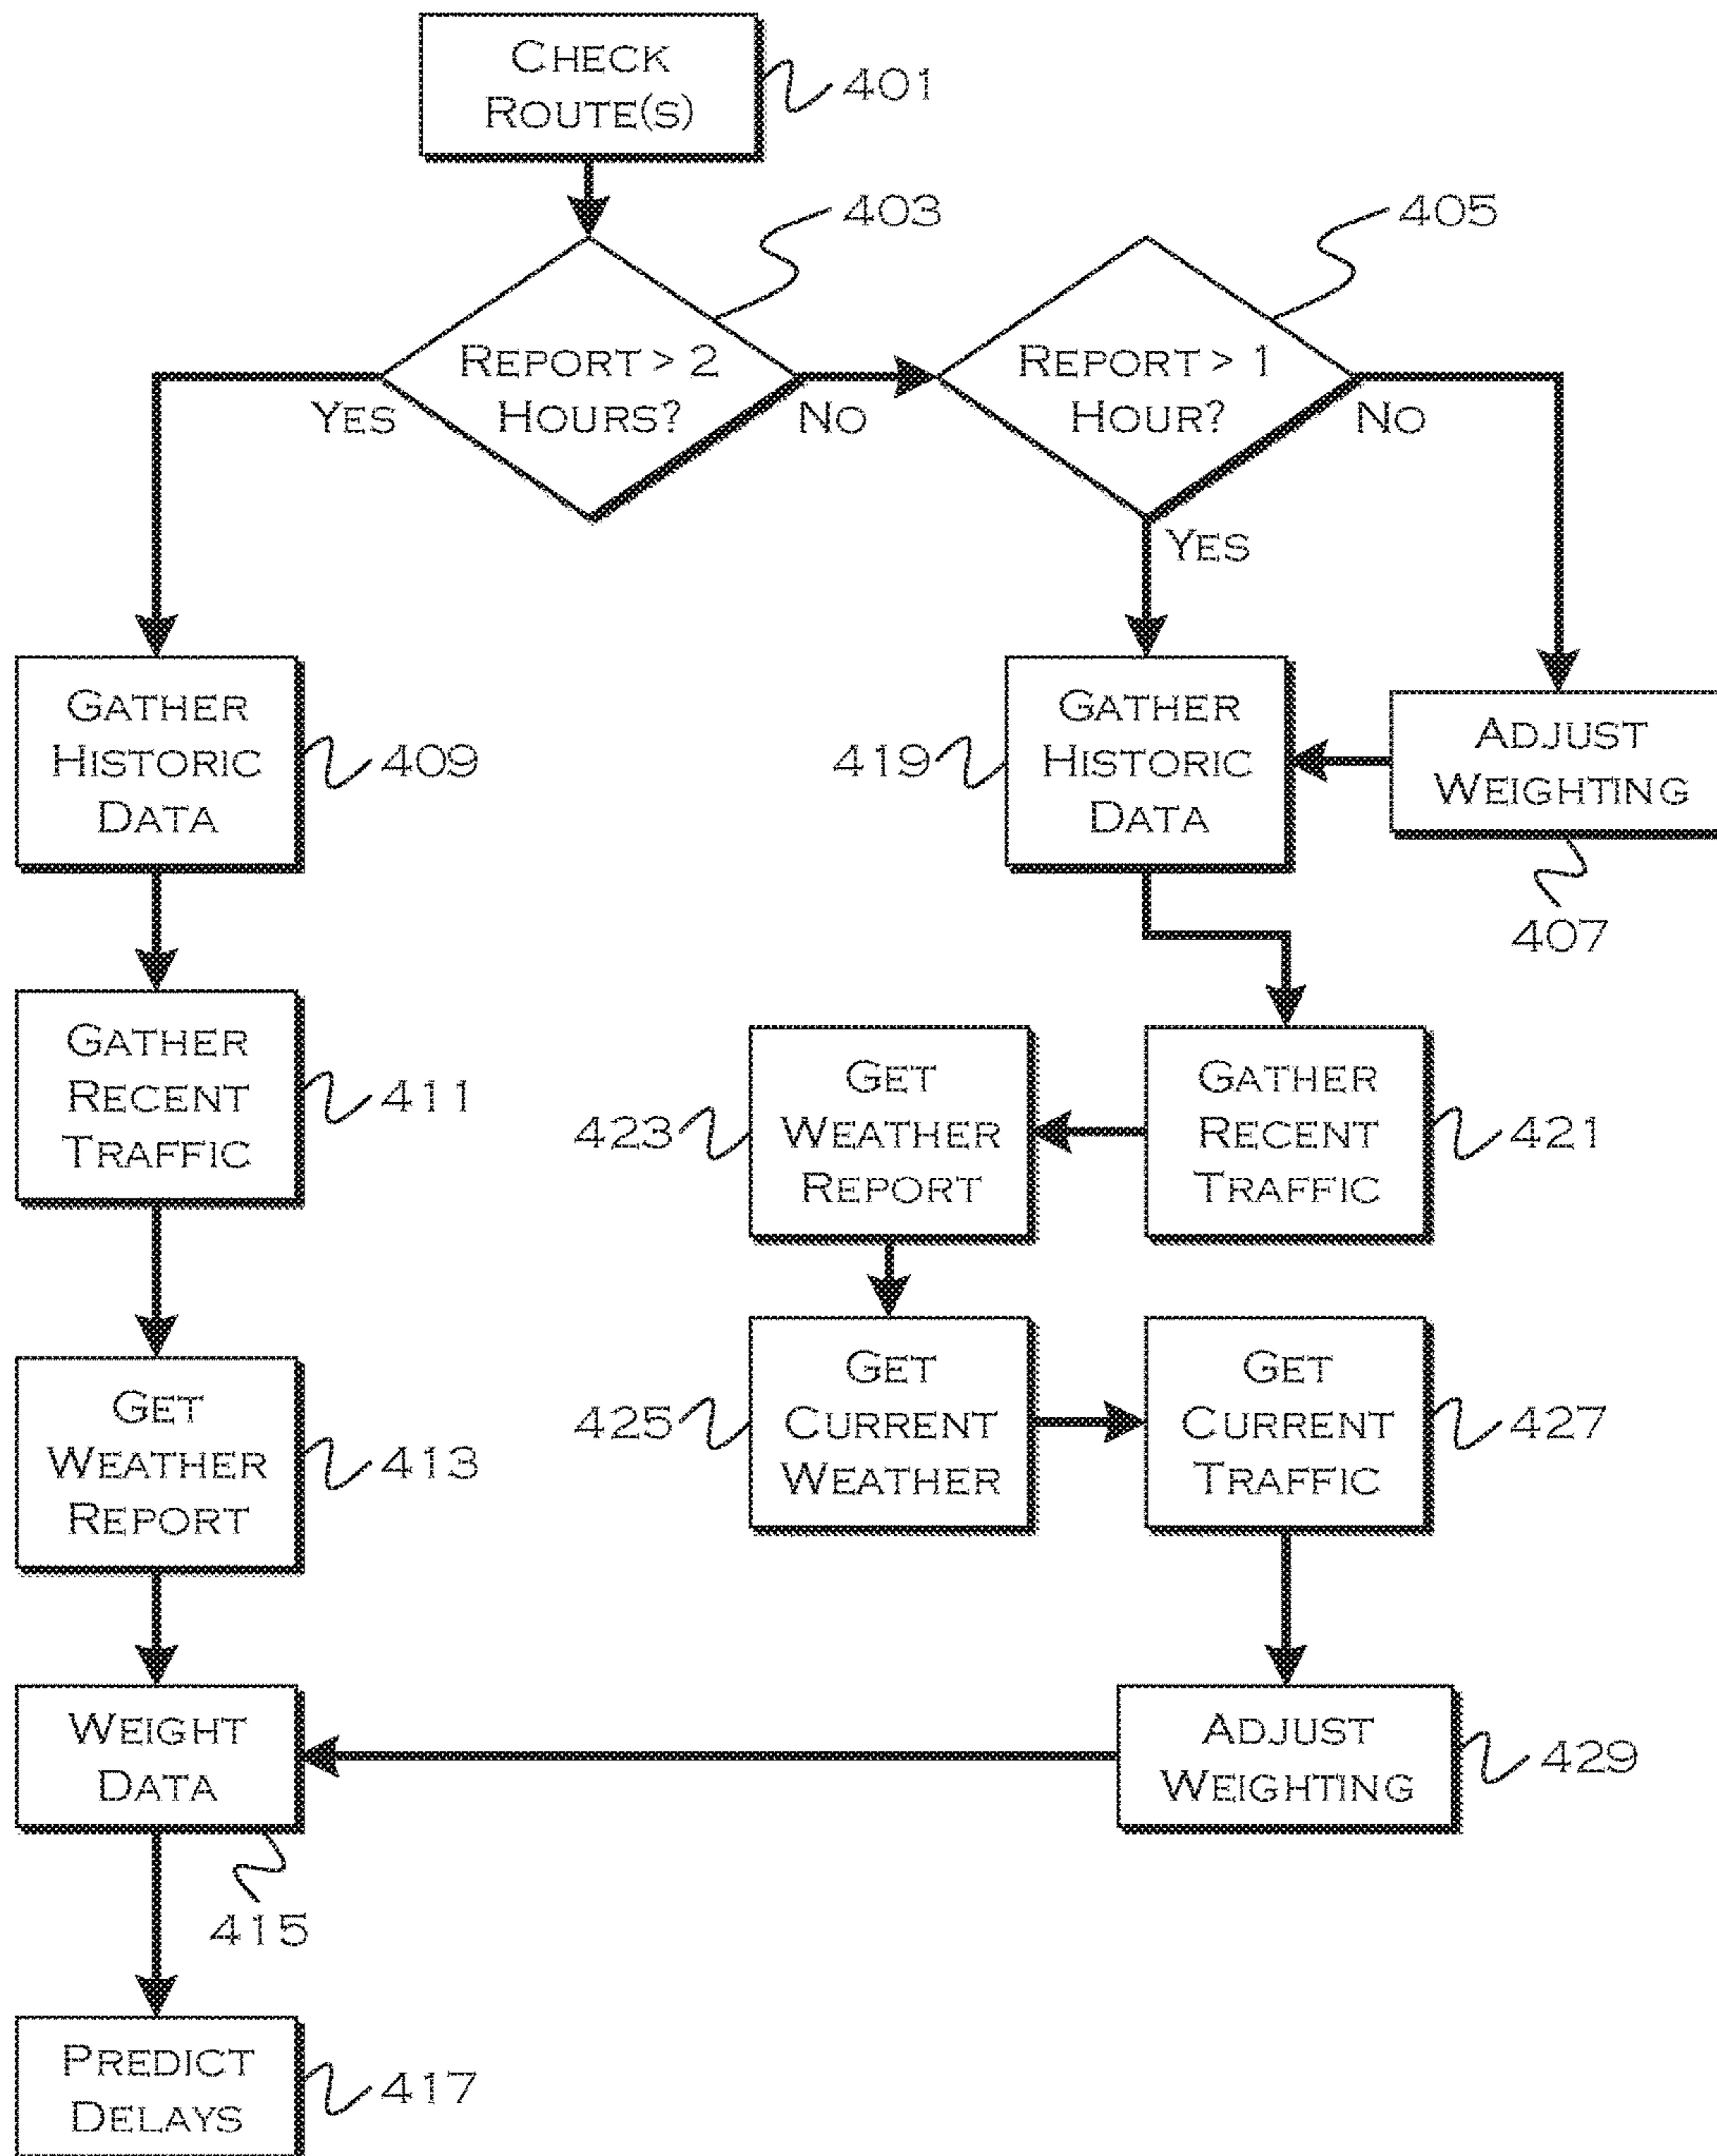 CHECK
ROUTE(S)
401
403
405
REPORT > 2
HOURS?
YES
NO
REPORT > 1
HOUR?
NO
YES
GATHER
HISTORIC
DATA
409
419
GATHER
HISTORIC
DATA
ADJUST
WEIGHTING
407
GATHER
RECENT
TRAFFIC
411
423
GET
WEATHER
REPORT
GATHER
RECENT
TRAFFIC
421
GET
WEATHER
REPORT
413
425
GET
CURRENT
WEATHER
GET
CURRENT
TRAFFIC
427
WEIGHT
DATA
415
ADJUST
WEIGHTING
429
PREDICT
DELAYS
417